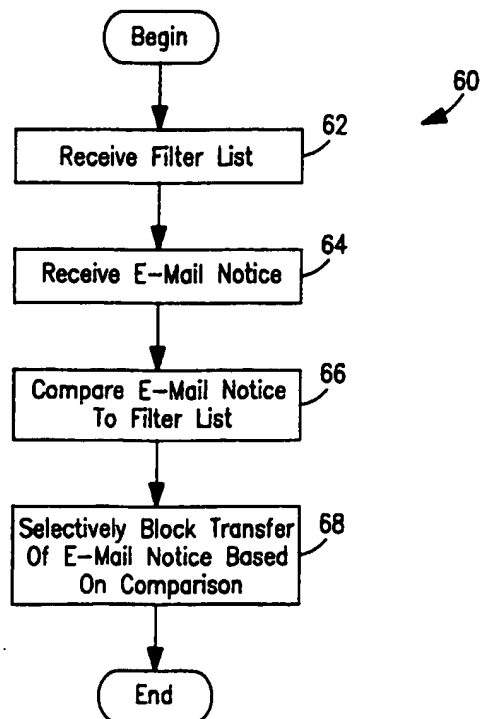 Begin
60
62
Receive Filter List
64
Receive E-Mail Notice
66
Compare E-Mail Notice
To Filter List
68
Selectively Block Transfer
Of E-Mail Notice Based
On Comparison
End